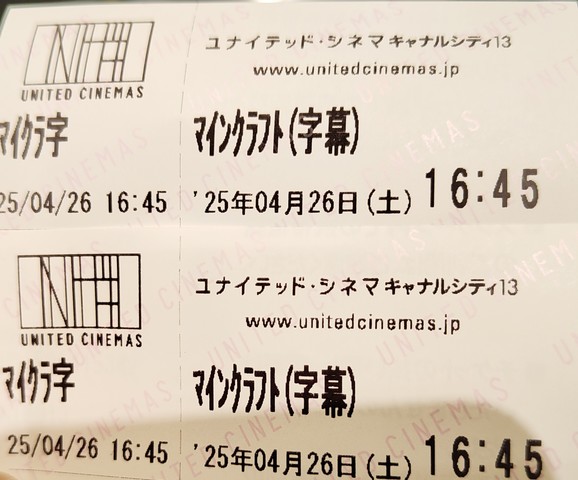 UNITED CINEMAS
ユナイテッド・シネマ キャナルシティ13
www.unitedcinemas.jp
マイクラ字
マインクラフト(字幕)
25/04/26 16:45
'25年04月26日(土) 16:45
UNITED CINEMAS
ユナイテッド・シネマ キャナルシティ13
www.unitedcinemas.jp
マイクラ字
マインクラフト(字幕)
25/04/26 16:45
'25年04月26日(土) 16:45